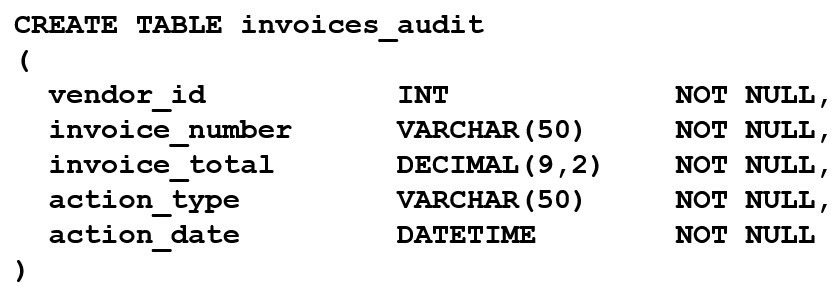 CREATE TABLE invoices_audit
(
  vendor_id           INT             NOT NULL,
  invoice_number      VARCHAR(50)     NOT NULL,
  invoice_total       DECIMAL(9,2)    NOT NULL,
  action_type         VARCHAR(50)     NOT NULL,
  action_date         DATETIME        NOT NULL
)